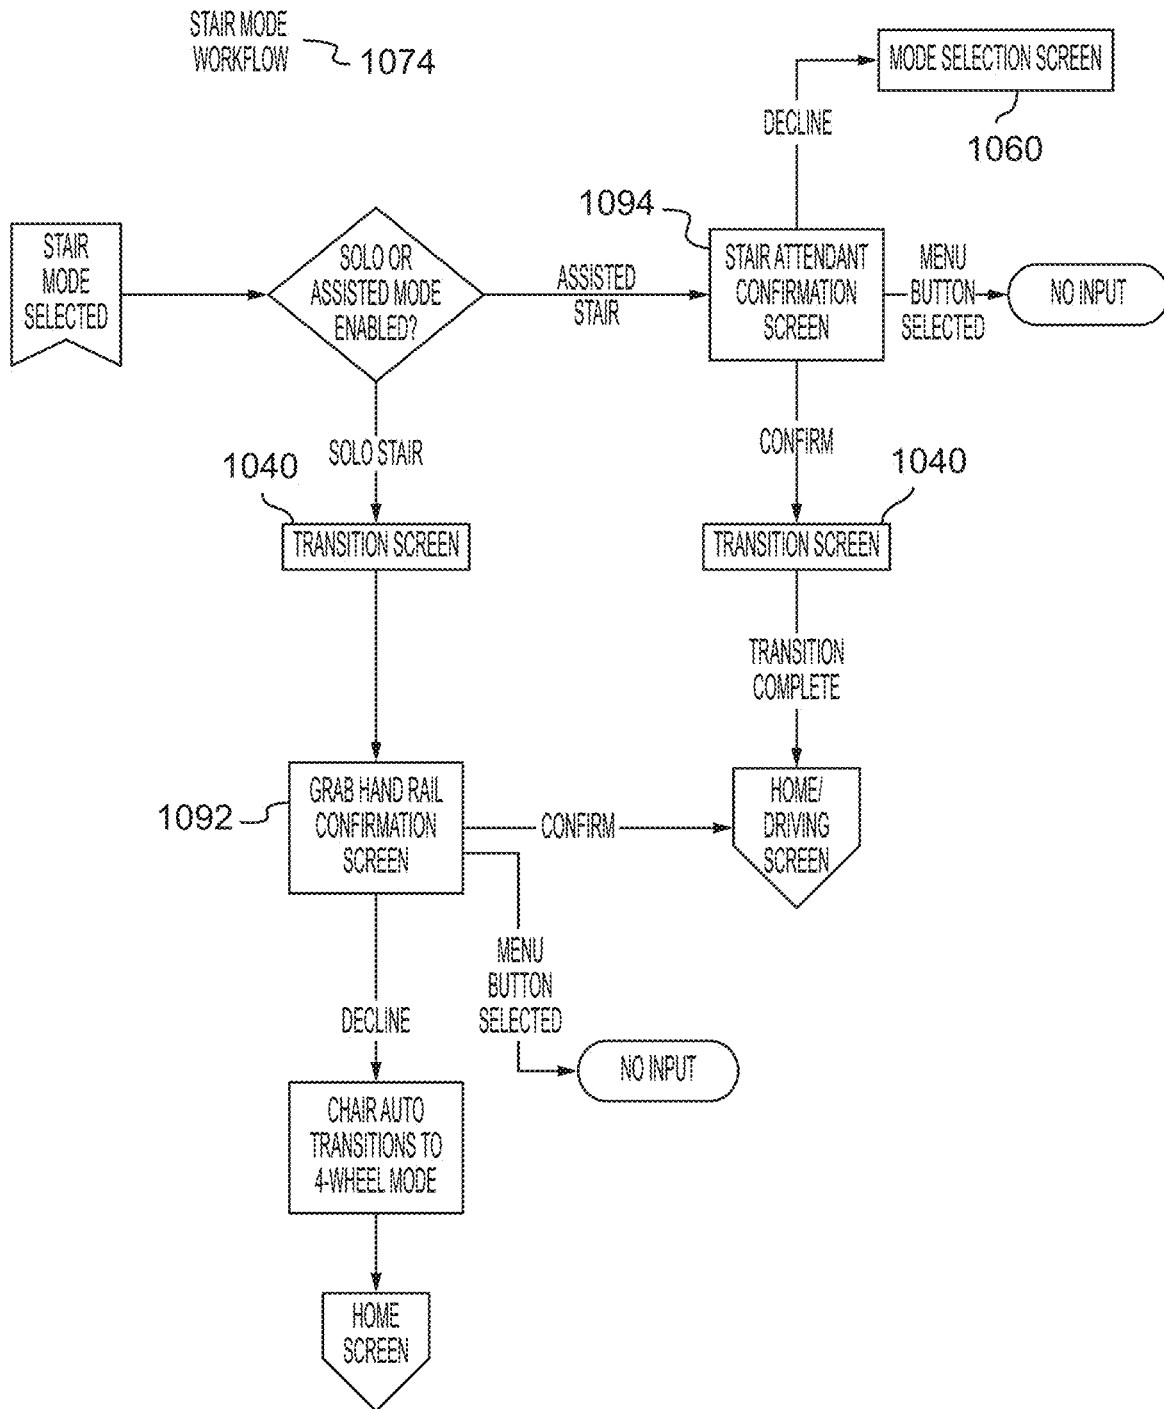 STAIR MODE
WORKFLOW
1074
MODE SELECTION SCREEN
1060
DECLINE
1094
STAIR
MODE
SELECTED
SOLO OR
ASSISTED MODE
ENABLED?
ASSISTED
STAIR
STAIR ATTENDANT
CONFIRMATION
SCREEN
MENU
BUTTON
SELECTED
NO INPUT
SOLO STAIR
CONFIRM
1040
TRANSITION SCREEN
1040
TRANSITION SCREEN
TRANSITION
COMPLETE
1092
GRAB HAND RAIL
CONFIRMATION
SCREEN
CONFIRM
HOME/
DRIVING
SCREEN
MENU
BUTTON
SELECTED
DECLINE
NO INPUT
CHAIR AUTO
TRANSITIONS TO
4-WHEEL MODE
HOME
SCREEN